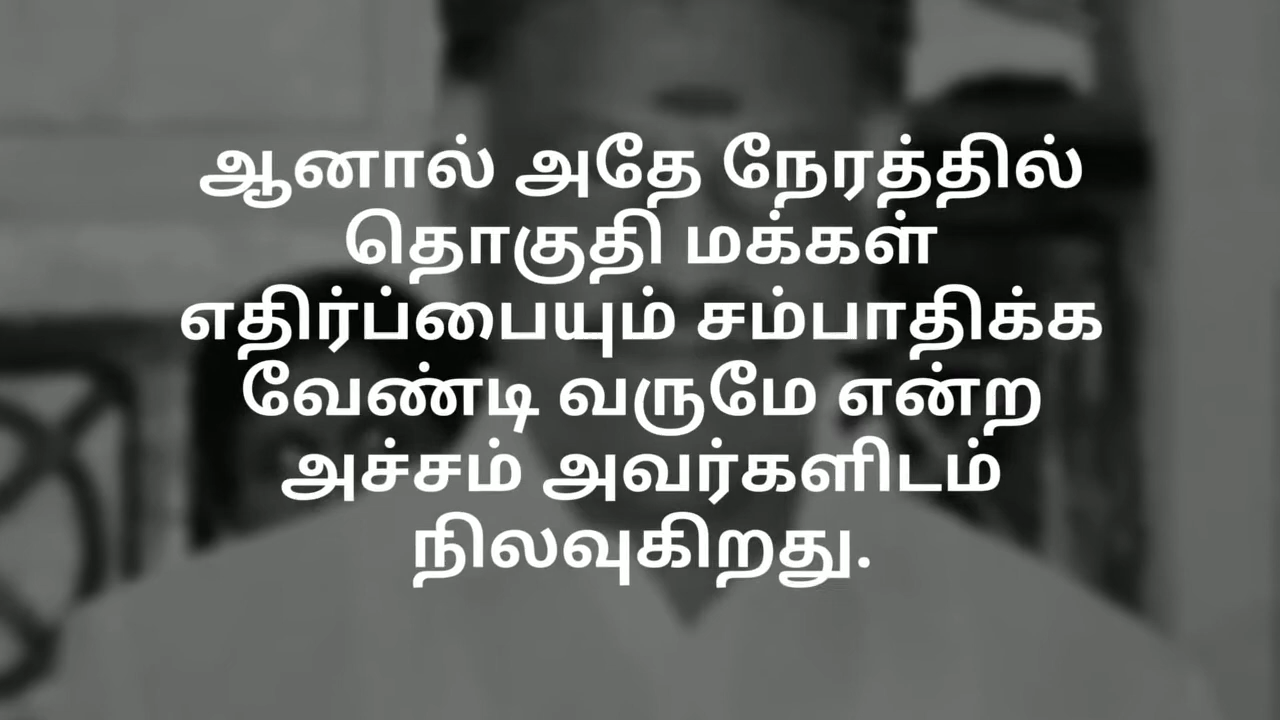 ஆனால் அதே நேரத்தில்
தொகுதி மக்கள்
எதிர்ப்பையும் சம்பாதிக்க
வேண்டி வருமே என்ற
அச்சம் அவர்களிடம்
நிலவுகிறது.